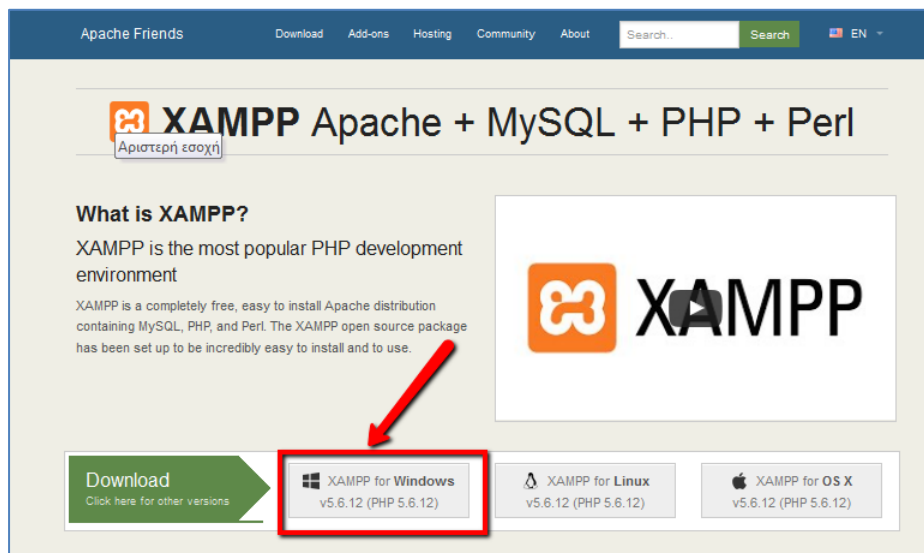 Apache Friends Download Add-ons Hosting Community About Search.. Search EN
XAMPP Apache + MySQL + PHP + Perl
Αριστερή εσοχή
What is XAMPP?
XAMPP is the most popular PHP development
environment
XAMPP is a completely free, easy to install Apache distribution
containing MySQL, PHP, and Perl. The XAMPP open source package
has been set up to be incredibly easy to install and to use.
XAMPP
Download
Click here for other versions
XAMPP for Windows
v5.6.12 (PHP 5.6.12)
XAMPP for Linux
v5.6.12 (PHP 5.6.12)
XAMPP for OS X
v5.6.12 (PHP 5.6.12)